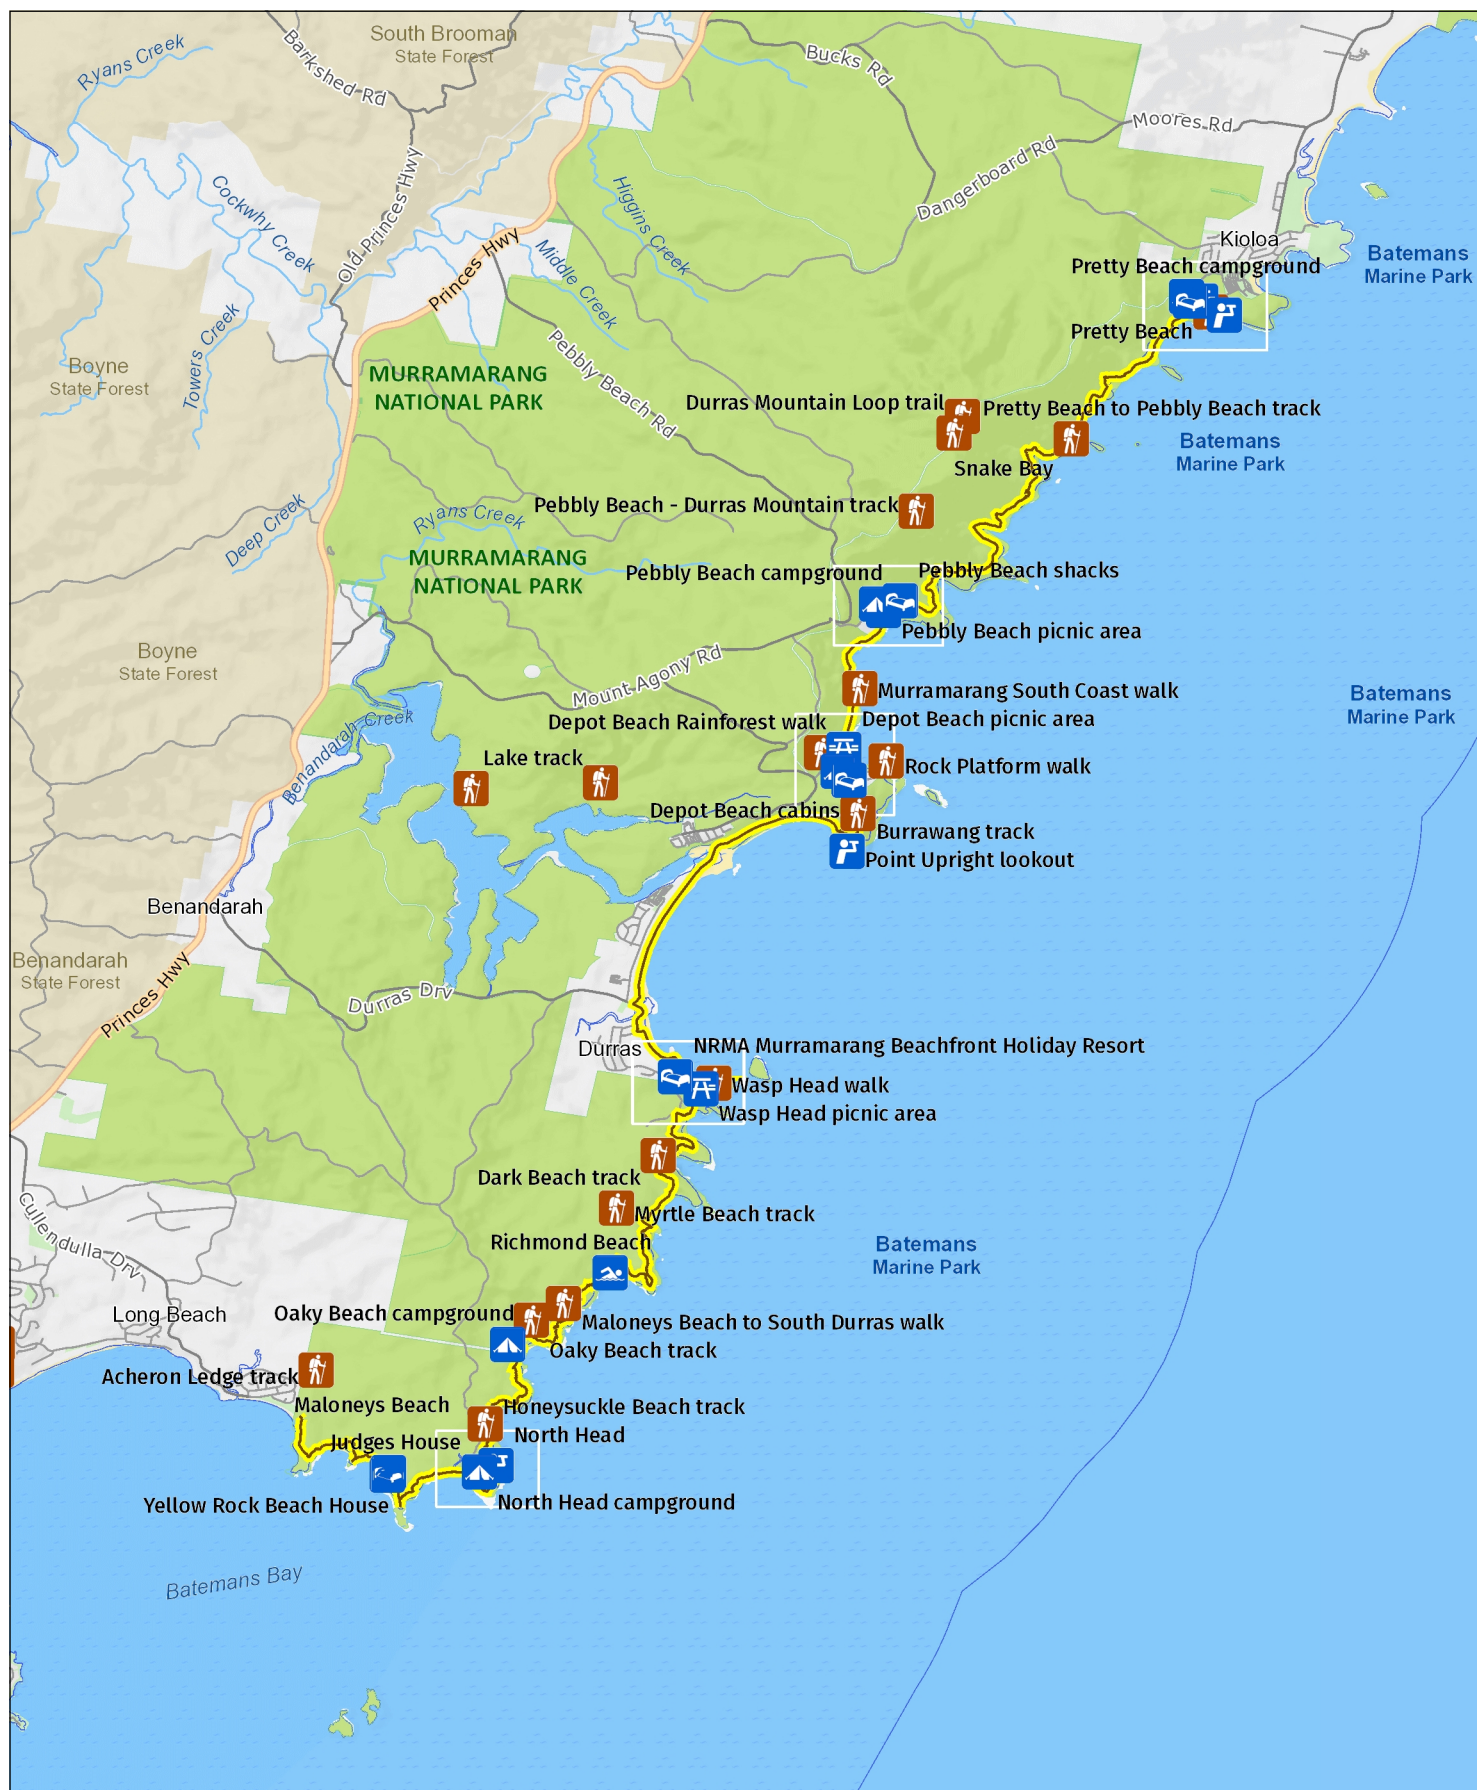 South Brooman
State Forest
Ryans Creek
Barkshed Rd
Bucks Rd
Moores Rd
Dangerboard Rd
Cockwhy Creek
Old Princes Hwy
Higgins Creek
Kioloa
Batemans
Marine Park
Princes Hwy
Middle Creek
Pretty Beach campground
Towers Creek
Pretty Beach
Boyne
State Forest
MURRAMARANG
NATIONAL PARK
Pebbly Beach Rd
Durras Mountain Loop trail
Pretty Beach to Pebbly Beach track
Batemans
Marine Park
Snake Bay
Pebbly Beach - Durras Mountain track
Ryans Creek
Deep Creek
MURRAMARANG
NATIONAL PARK
Pebbly Beach campground
Pebbly Beach shacks
Pebbly Beach picnic area
Boyne
State Forest
Mount Agony Rd
Murramarang South Coast walk
Batemans
Marine Park
Benandarah Creek
Depot Beach Rainforest walk
Depot Beach picnic area
Lake track
Rock Platform walk
Depot Beach cabins
Burrawang track
Point Upright lookout
Benandarah
Benandarah
State Forest
Princes Hwy
Durras Drv
Durras
NRMA Murramarang Beachfront Holiday Resort
Wasp Head walk
Wasp Head picnic area
Dark Beach track
Myrtle Beach track
Cullendulla Drv
Richmond Beach
Batemans
Marine Park
Long Beach
Oaky Beach campground
Maloneys Beach to South Durras walk
Oaky Beach track
Acheron Ledge track
Maloneys Beach
Honeysuckle Beach track
North Head
Judges House
Yellow Rock Beach House
North Head campground
Batemans Bay